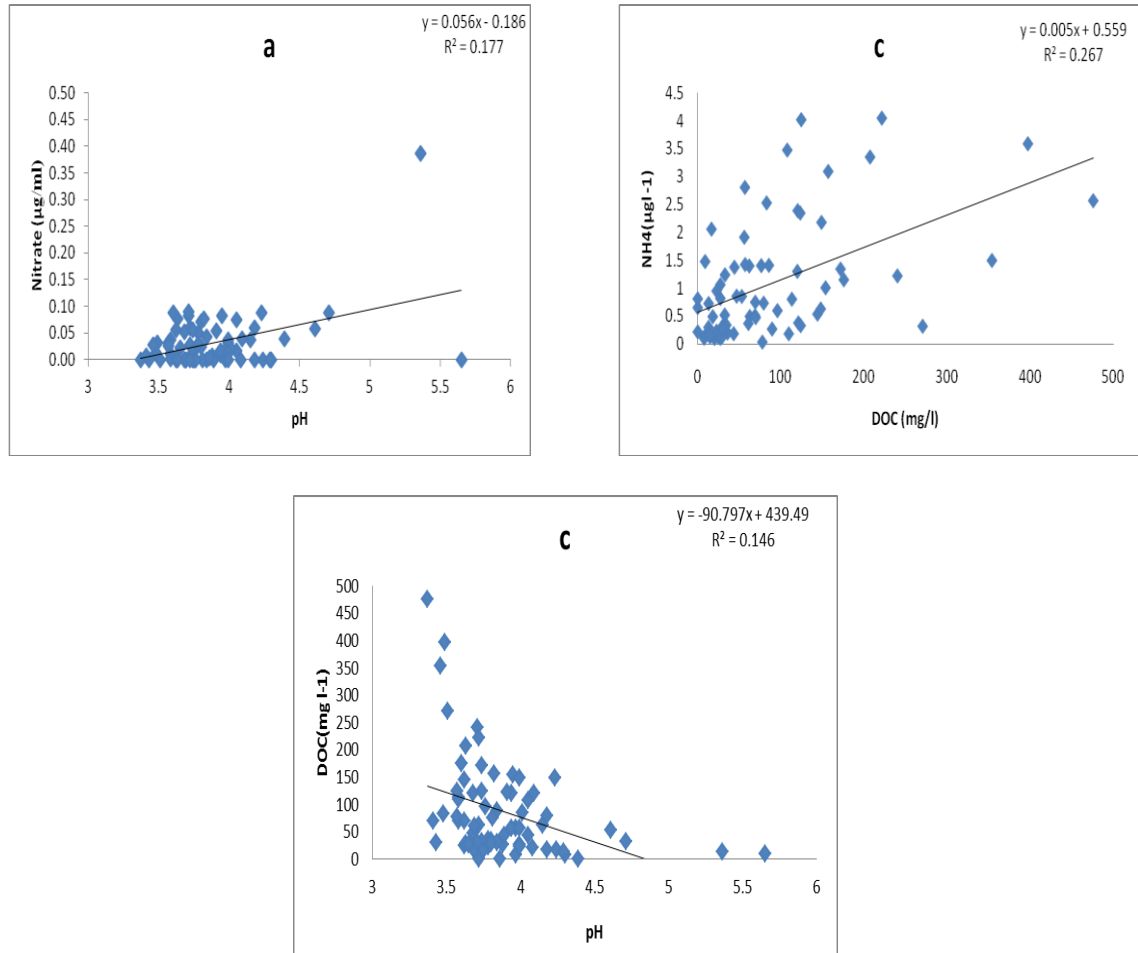 y = 0.056x - 0.186
R² = 0.177
a
0.50
0.45
0.40
0.35
0.30
0.25
0.20
0.15
0.10
0.05
0.00
Nitrate (µg/ml)
3 3.5 4 4.5 5 5.5 6
pH
y = 0.005x + 0.559
R² = 0.267
c
4.5
4
3.5
3
2.5
2
1.5
1
0.5
0
NH4(µgl -1)
0 100 200 300 400 500
DOC (mg/l)
y = -90.797x + 439.49
R² = 0.146
c
500
450
400
350
300
250
200
150
100
50
0
DOC(mg l-1)
3 3.5 4 4.5 5 5.5 6
pH